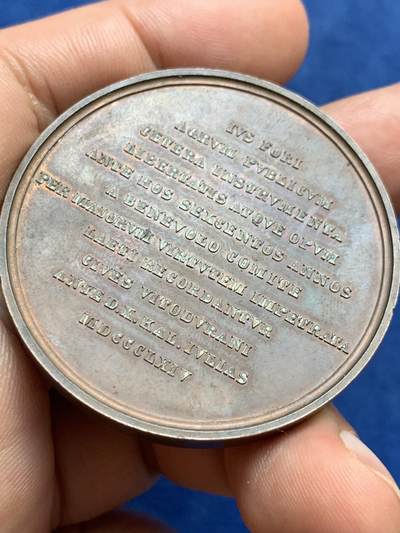 IVS FORI
AGRVM PVBLICVM
CETERA INSTRVMENTA
LIBERTATIS ATQVE OPVM
ANTE HOS SEXCENTOS ANNOS
A BENEVOLO COMITE
PER MAIORVM VIRTVTEM IMPETRATA
LAETI RECORDANTVR
CIVES VITODVRANI
ANTE D.X.KAL.IVLIAS
MDCCCLXIV